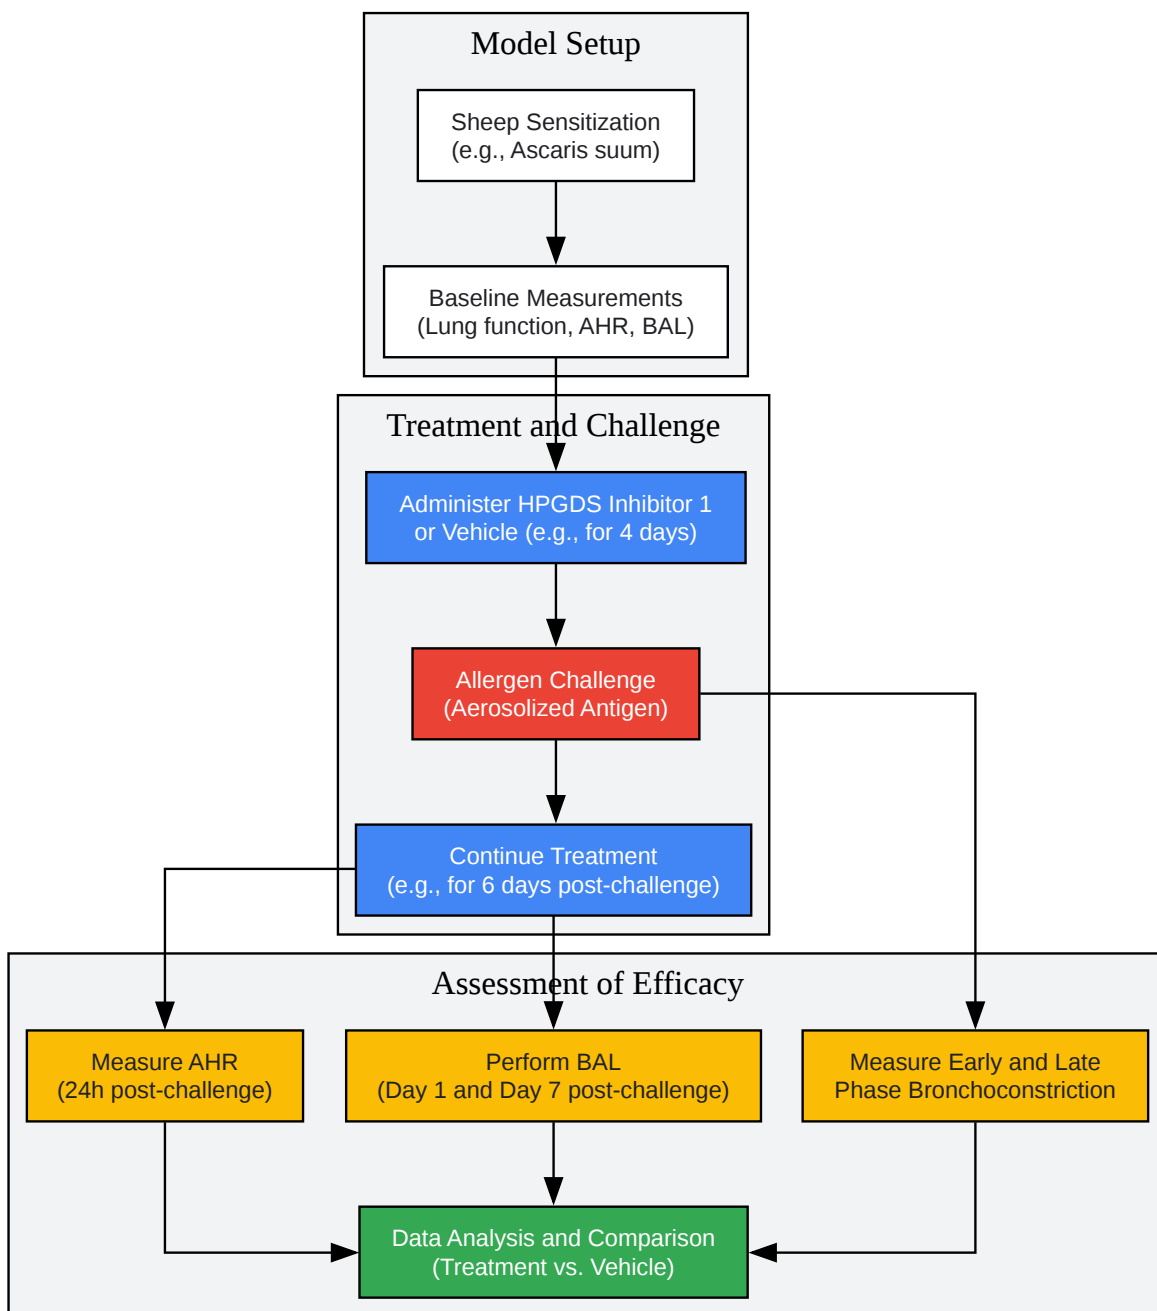 Model Setup
Sheep Sensitization
(e.g., Ascaris suum)
Baseline Measurements
(Lung function, AHR, BAL)
Treatment and Challenge
Administer HPGDS Inhibitor 1
or Vehicle (e.g., for 4 days)
Allergen Challenge
(Aerosolized Antigen)
Continue Treatment
(e.g., for 6 days post-challenge)
Assessment of Efficacy
Measure AHR
(24h post-challenge)
Perform BAL
(Day 1 and Day 7 post-challenge)
Measure Early and Late
Phase Bronchoconstriction
Data Analysis and Comparison
(Treatment vs. Vehicle)